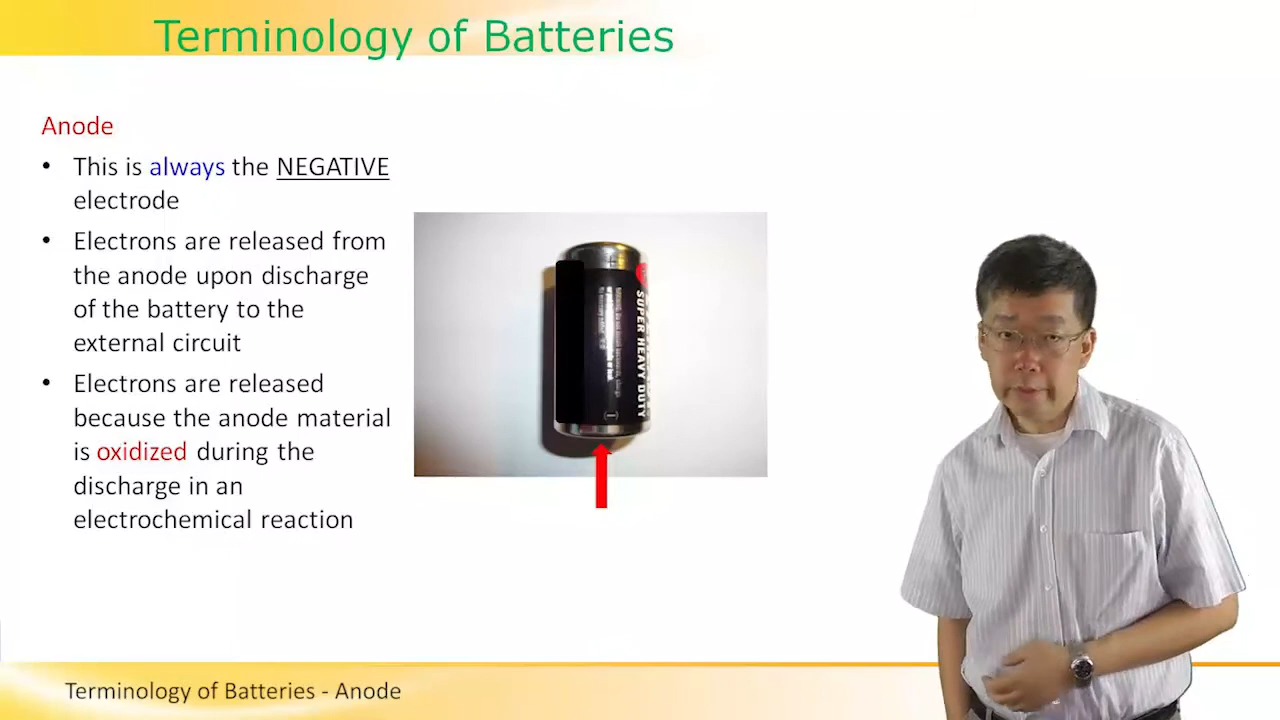 Terminology of Batteries
Anode
• This is always the NEGATIVE
electrode
• Electrons are released from
the anode upon discharge
of the battery to the
external circuit
• Electrons are released
because the anode material
is oxidized during the
discharge in an
electrochemical reaction
+
SUPER HEAVY DUTY
(−)
Terminology of Batteries - Anode